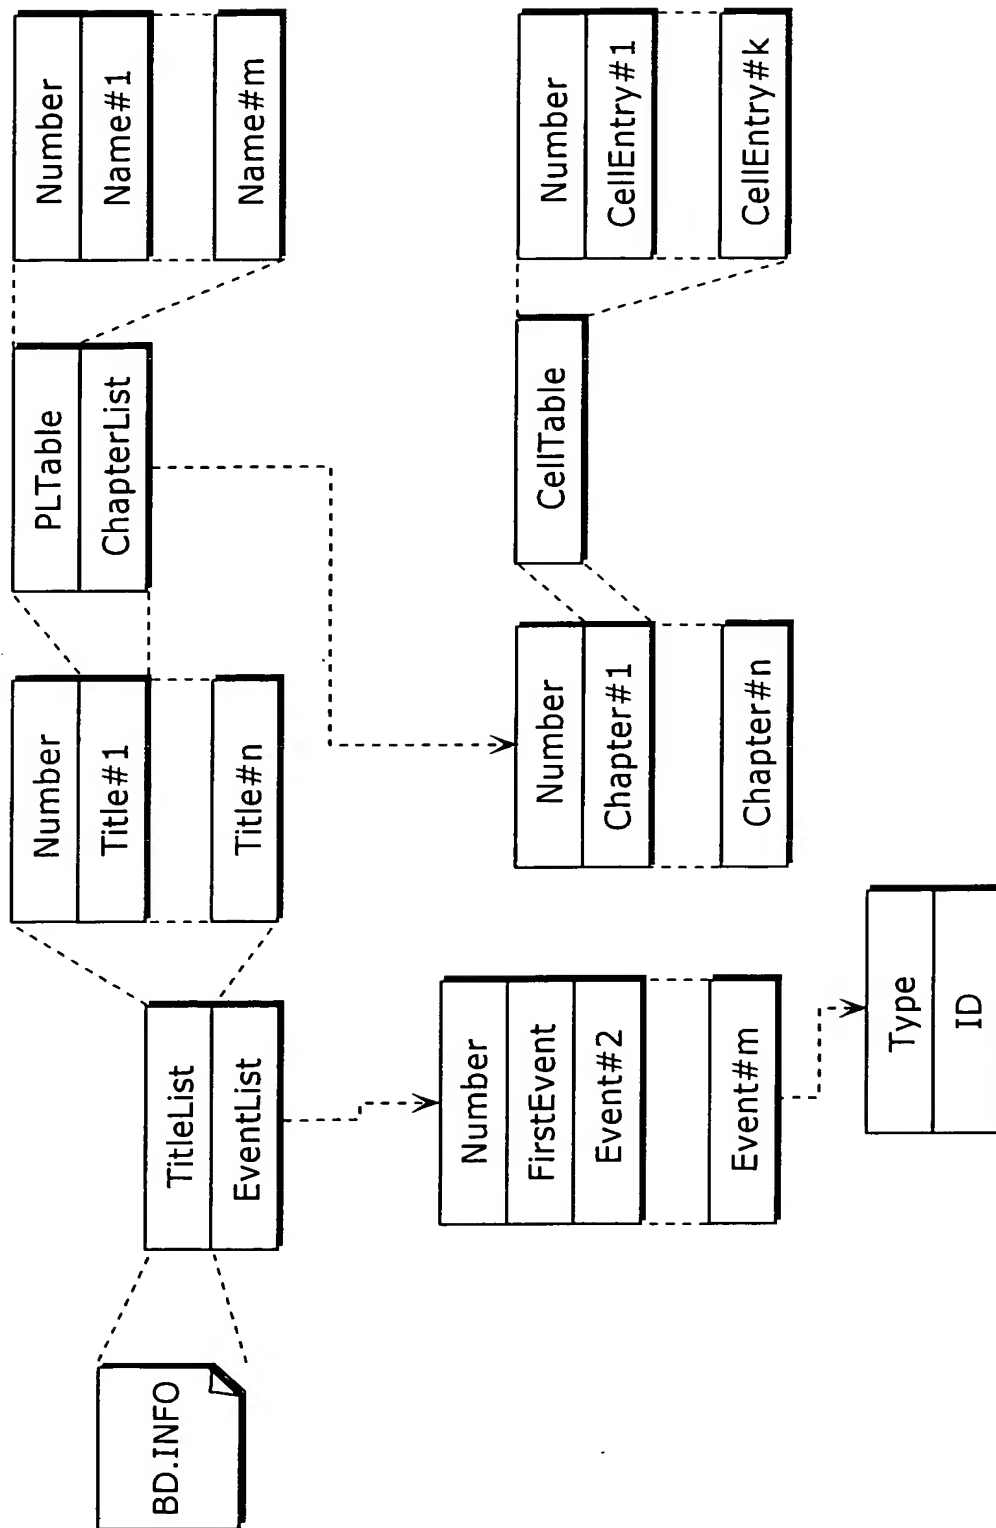 BD.INFO
TitleList
EventList
Number
Title#1
Title#n
PLTable
ChapterList
Number
Name#1
Name#m
Number
FirstEvent
Event#2
Event#m
Type
ID
Number
Chapter#1
Chapter#n
CellTable
Number
CellEntry#1
CellEntry#k